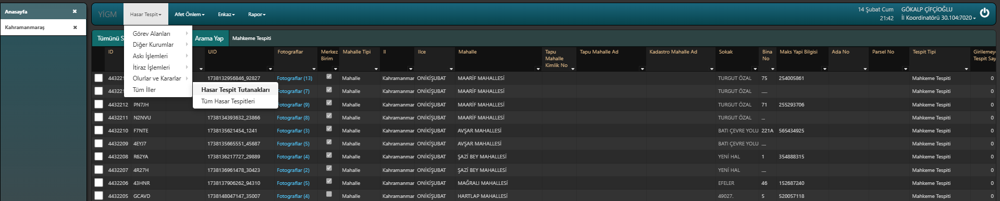 Anasayfa
Kahramanmaraş
YİGM Hasar Tespit Afet Önlem Enkaz Rapor
14 Şubat Cum 21:42
GÖKALP ÇİFÇİOĞLU
İl Koordinatörü 30.104:7020
Görev Alanları
Diğer Kurumlar
Askı İşlemleri
İtiraz İşlemleri
Olurlar ve Kararlar
Tüm İller
Hasar Tespit Tutanakları
Tüm Hasar Tespitleri
Tümünü S Arama Yap Mahkeme Tespiti
ID UID Fotoğraflar Merkez Birim Mahalle Tipi Il Ilce Mahalle Tapu Mahalle Kimlik No Tapu Mahalle Ad Kadastro Mahalle Ad Sokak Bina No Maks Yapi Bilgisi Ada No Parsel No Tespit Tipi Girilemeye Tespit Say
443221 1738132956846_92827 Fotograflar (13) Mahalle Kahramanmar ONİKİŞUBAT MAARİF MAHALLESİ TURGUT ÖZAL 75 254005861 Mahkeme Tespiti 0
44322 Fotograflar (7) Mahalle Kahramanmar ONİKİŞUBAT MAARİF MAHALLESİ TURGUT ÖZAL ..... Mahkeme Tespiti 0
4432212 PN7JH Fotograflar (9) Mahalle Kahramanmar ONİKİŞUBAT MAARİF MAHALLESİ TURGUT ÖZAL 71 255293706 Mahkeme Tespiti 0
4432211 N2NVU 1738134393632_23866 Fotograflar (8) Mahalle Kahramanmar ONİKİŞUBAT MAARİF MAHALLESİ TURGUT ÖZAL ... Mahkeme Tespiti 0
4432210 F7NTE 1738135621454_1241 Fotograflar (3) Mahalle Kahramanmar ONİKİŞUBAT AVŞAR MAHALLESİ BATI ÇEVRE YOLU 221A 565434925 Mahkeme Tespiti 0
4432209 4EYJ7 1738135665551_45687 Fotograflar (5) Mahalle Kahramanmar ONİKİŞUBAT AVŞAR MAHALLESİ BATI ÇEVRE YOLU .... Mahkeme Tespiti 0
4432208 R62YA 1738136217727_29889 Fotograflar (4) Mahalle Kahramanmar ONİKİŞUBAT ŞAZİ BEY MAHALLESİ YENİ HAL 1 354888315 Mahkeme Tespiti 0
4432207 4R27H 1738136961478_30423 Fotograflar (2) Mahalle Kahramanmar ONİKİŞUBAT ŞAZİ BEY MAHALLESİ YENİ HAL .... Mahkeme Tespiti 0
4432206 43HNR 1738137906262_94310 Fotograflar (5) Mahalle Kahramanmar ONİKİŞUBAT MAĞRALI MAHALLESİ EFELER 46 152687240 Mahkeme Tespiti 0
4432205 GCAVD 1738148047147_35007 Fotograflar (4) Mahalle Kahramanmar ONİKİŞUBAT HARTLAP MAHALLESİ 49027. 5 520057118 Mahkeme Tespiti 0